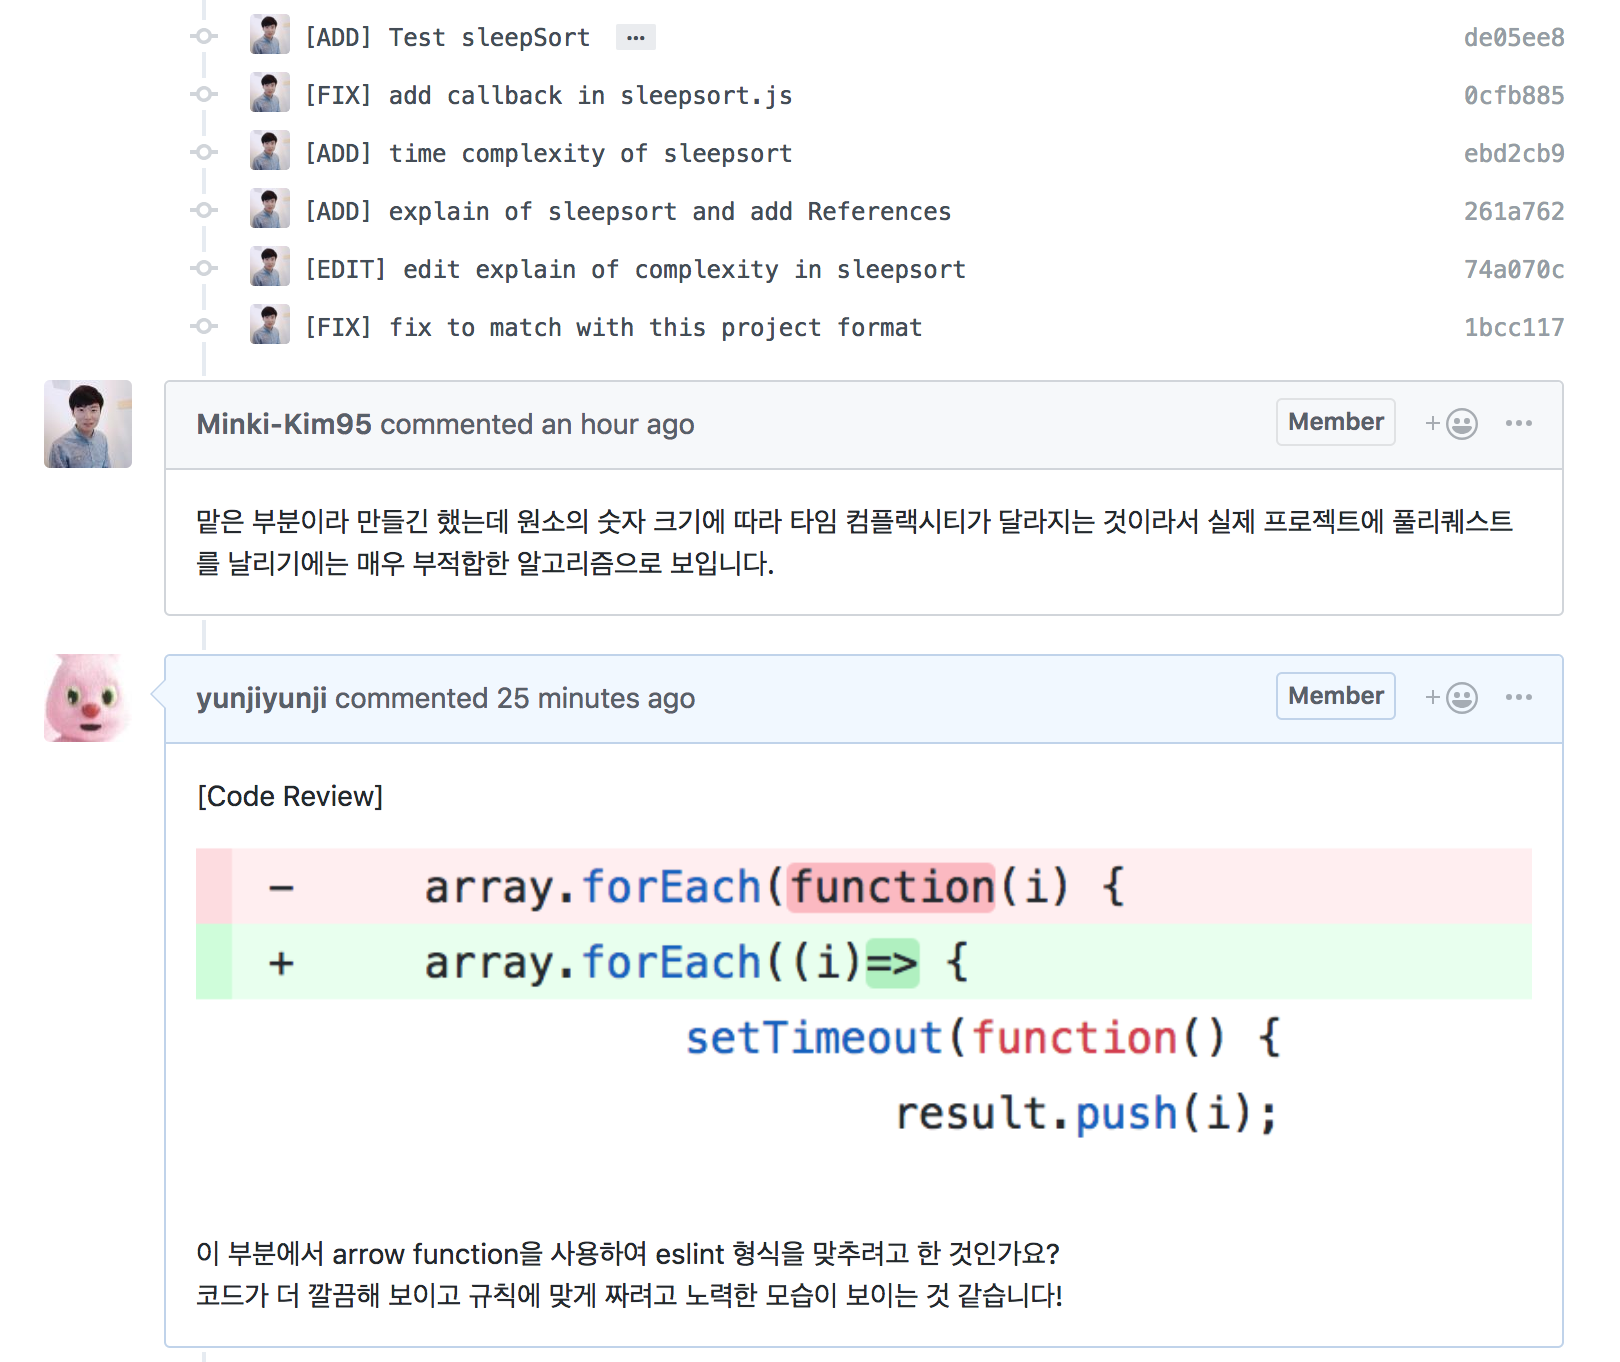 [ADD] Test sleepSort … de05ee8
[FIX] add callback in sleepsort.js 0cfb885
[ADD] time complexity of sleepsort ebd2cb9
[ADD] explain of sleepsort and add References 261a762
[EDIT] edit explain of complexity in sleepsort 74a070c
[FIX] fix to match with this project format 1bcc117
Minki-Kim95 commented an hour ago Member
맡은 부분이라 만들긴 했는데 원소의 숫자 크기에 따라 타임 컴플랙시티가 달라지는 것이라서 실제 프로젝트에 풀리퀘스트
를 날리기에는 매우 부적합한 알고리즘으로 보입니다.
yunjiyunji commented 25 minutes ago Member
[Code Review]
- array.forEach(function(i) {
+ array.forEach((i)=> {
setTimeout(function() {
result.push(i);
이 부분에서 arrow function을 사용하여 eslint 형식을 맞추려고 한 것인가요?
코드가 더 깔끔해 보이고 규칙에 맞게 짜려고 노력한 모습이 보이는 것 같습니다!